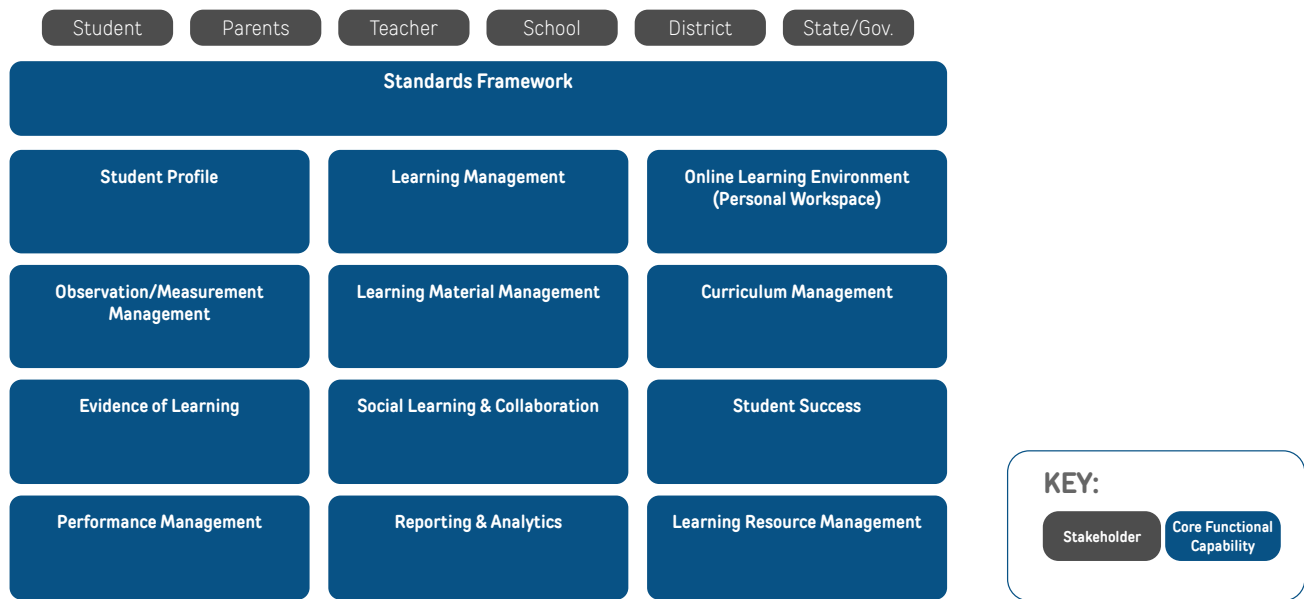 Student
Parents
Teacher
School
District
State/Gov.
Standards Framework
Student Profile
Learning Management
Online Learning Environment
(Personal Workspace)
Observation/Measurement
Management
Learning Material Management
Curriculum Management
Evidence of Learning
Social Learning & Collaboration
Student Success
Performance Management
Reporting & Analytics
Learning Resource Management
KEY:
Stakeholder
Core Functional
Capability